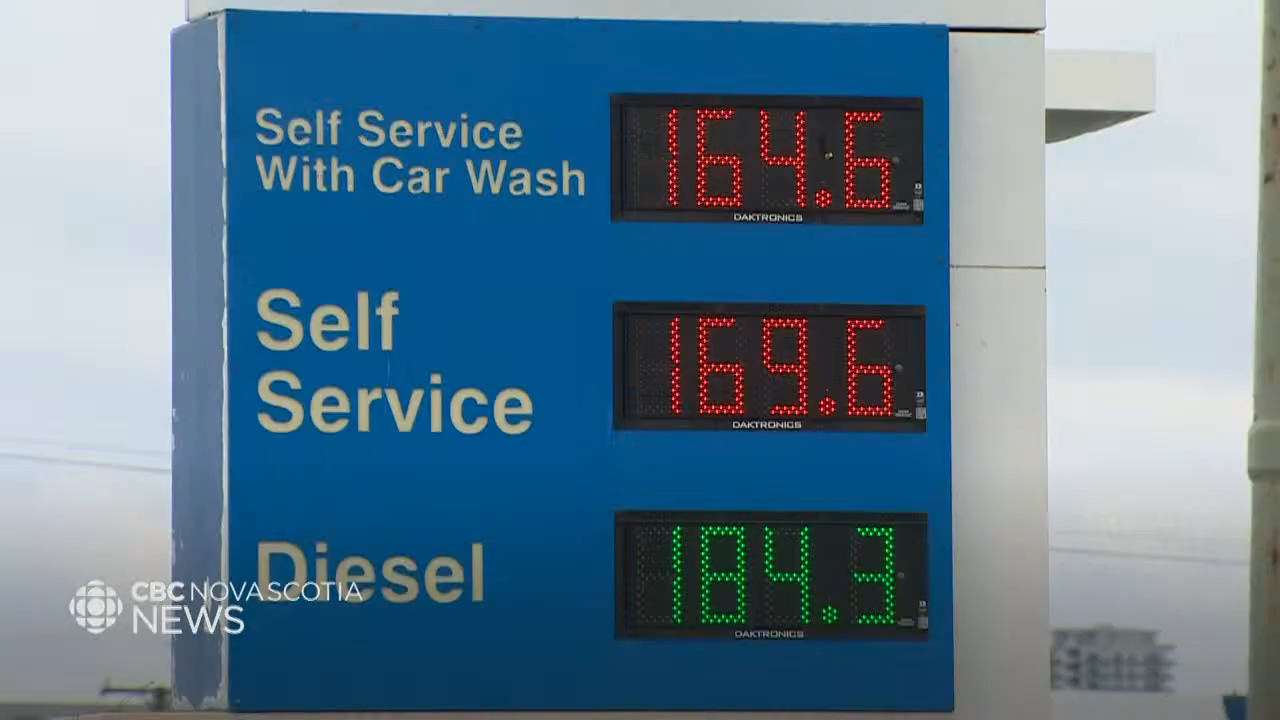 Self Service
With Car Wash
164.6
DAKTRONICS
Self
Service
169.6
DAKTRONICS
Diesel
184.3
DAKTRONICS
CBC NOVA SCOTIA
NEWS